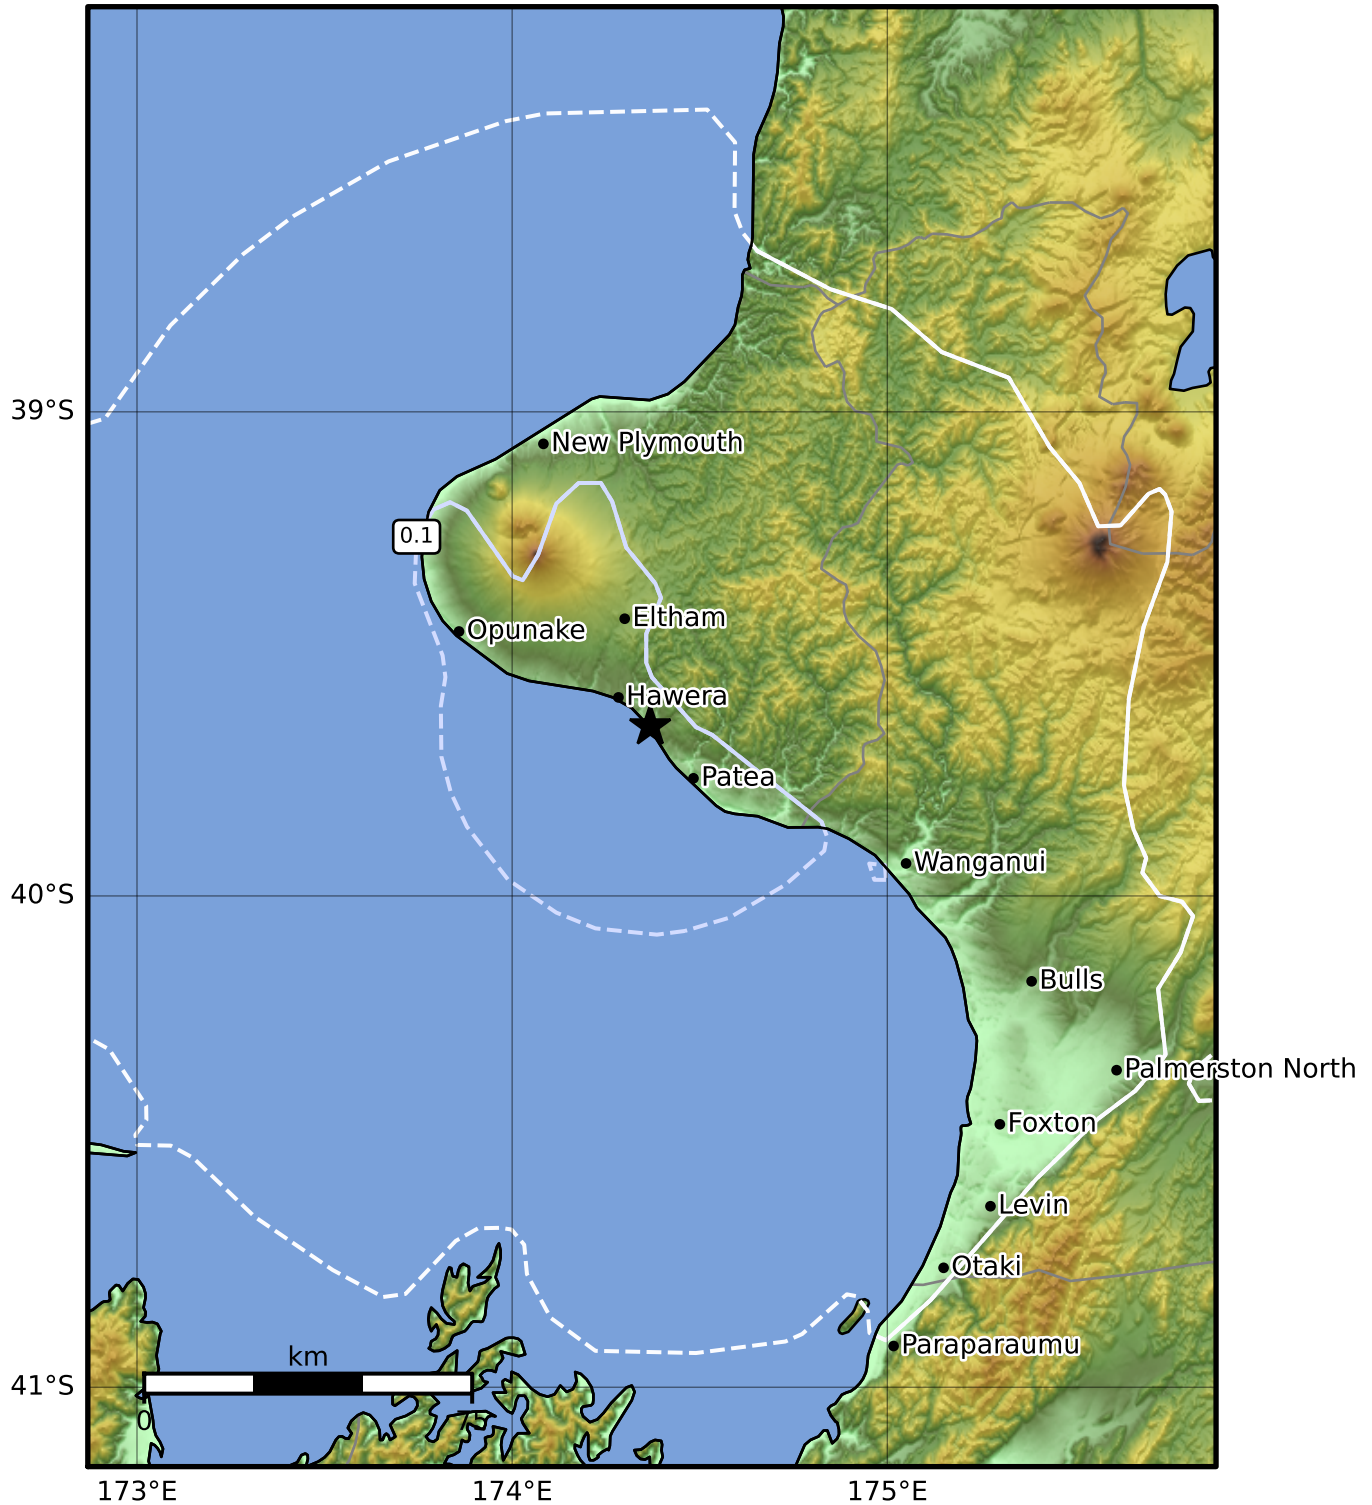 39°S
New Plymouth
0.1
Eltham
Opunake
Hawera
Patea
Wanganui
40°S
Bulls
Palmerston North
Foxton
Levin
Otaki
Paraparaumu
km
41°S
0
173°E
174°E
175°E